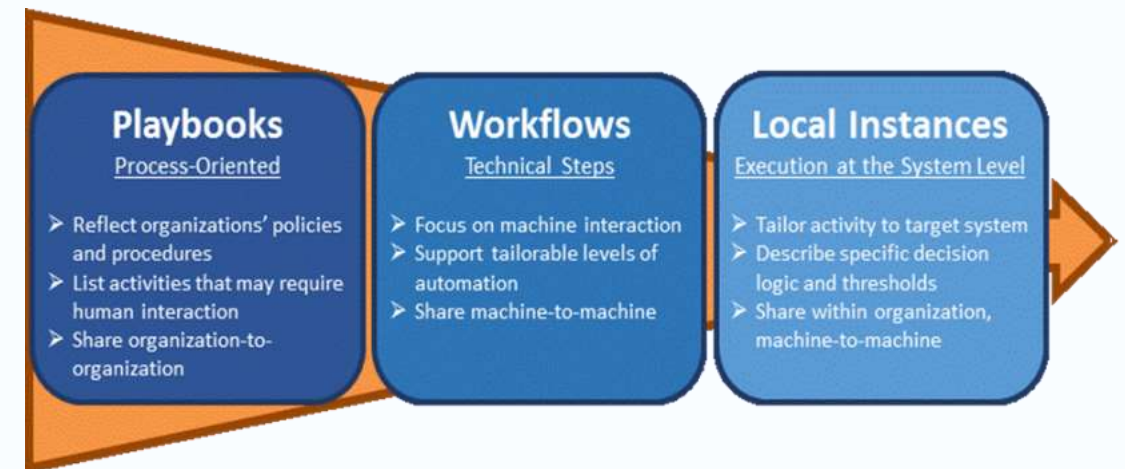 Playbooks
Process-Oriented
➢ Reflect organizations’ policies
and procedures
➢ List activities that may require
human interaction
➢ Share organization-to-
organization
Workflows
Technical Steps
➢ Focus on machine interaction
➢ Support tailorable levels of
automation
➢ Share machine-to-machine
Local Instances
Execution at the System Level
➢ Tailor activity to target system
➢ Describe specific decision
logic and thresholds
➢ Share within organization,
machine-to-machine